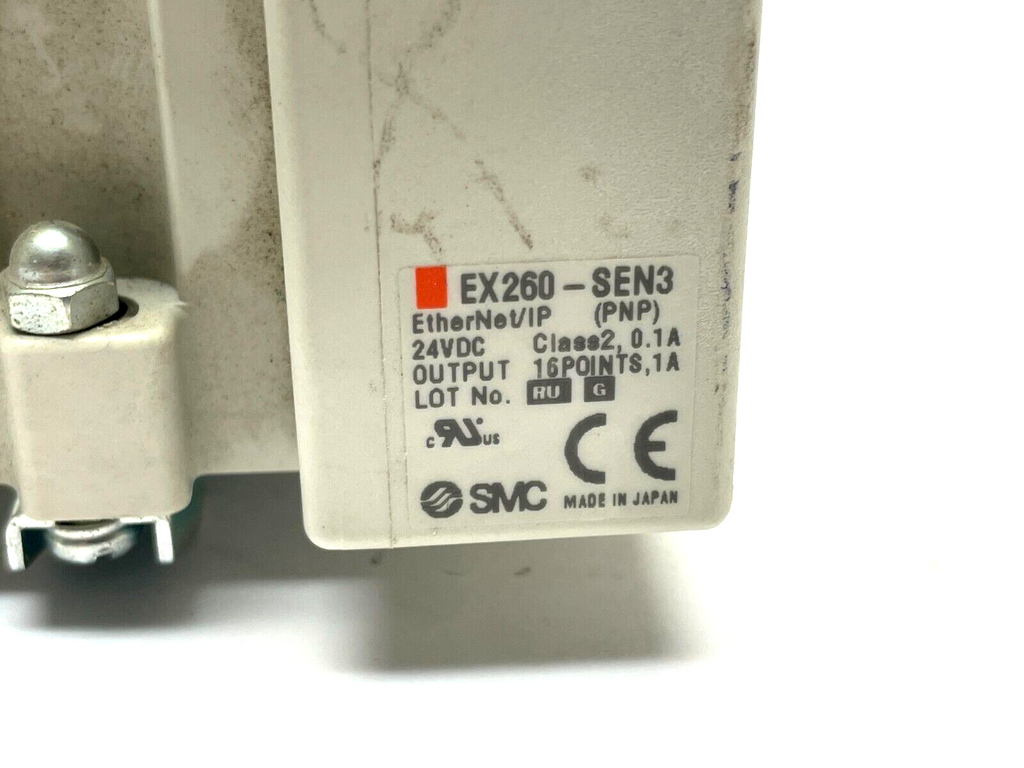 EX260-SEN3
EtherNet/IP (PNP)
24VDC Class2, 0.1A
OUTPUT 16POINTS, 1A
LOT No. RU G
c RU US CE
SMC MADE IN JAPAN